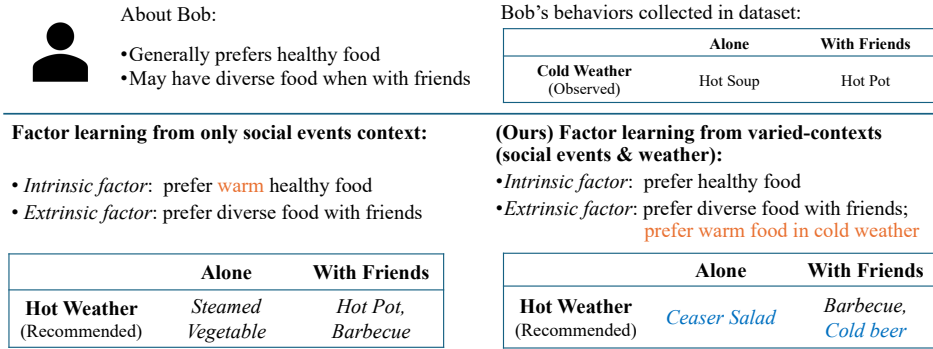 About Bob:
•Generally prefers healthy food
•May have diverse food when with friends
Bob's behaviors collected in dataset:
Alone With Friends
Cold Weather
(Observed)
Hot Soup Hot Pot
Factor learning from only social events context:
• Intrinsic factor: prefer warm healthy food
• Extrinsic factor: prefer diverse food with friends
Alone With Friends
Hot Weather
(Recommended)
Steamed
Vegetable
Hot Pot,
Barbecue
(Ours) Factor learning from varied-contexts
(social events & weather):
•Intrinsic factor: prefer healthy food
•Extrinsic factor: prefer diverse food with friends;
prefer warm food in cold weather
Alone With Friends
Hot Weather
(Recommended)
Ceaser Salad
Barbecue,
Cold beer